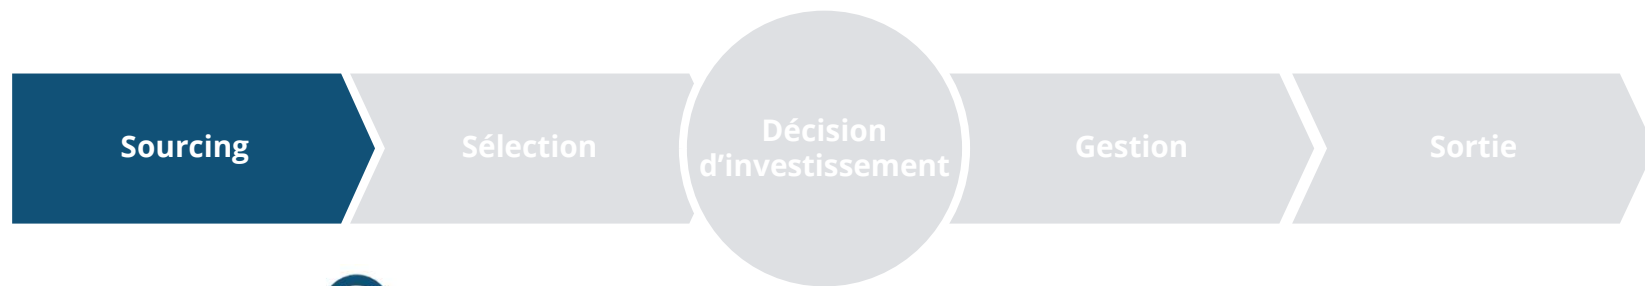 Sourcing
Sélection
Décision
d’investissement
Gestion
Sortie